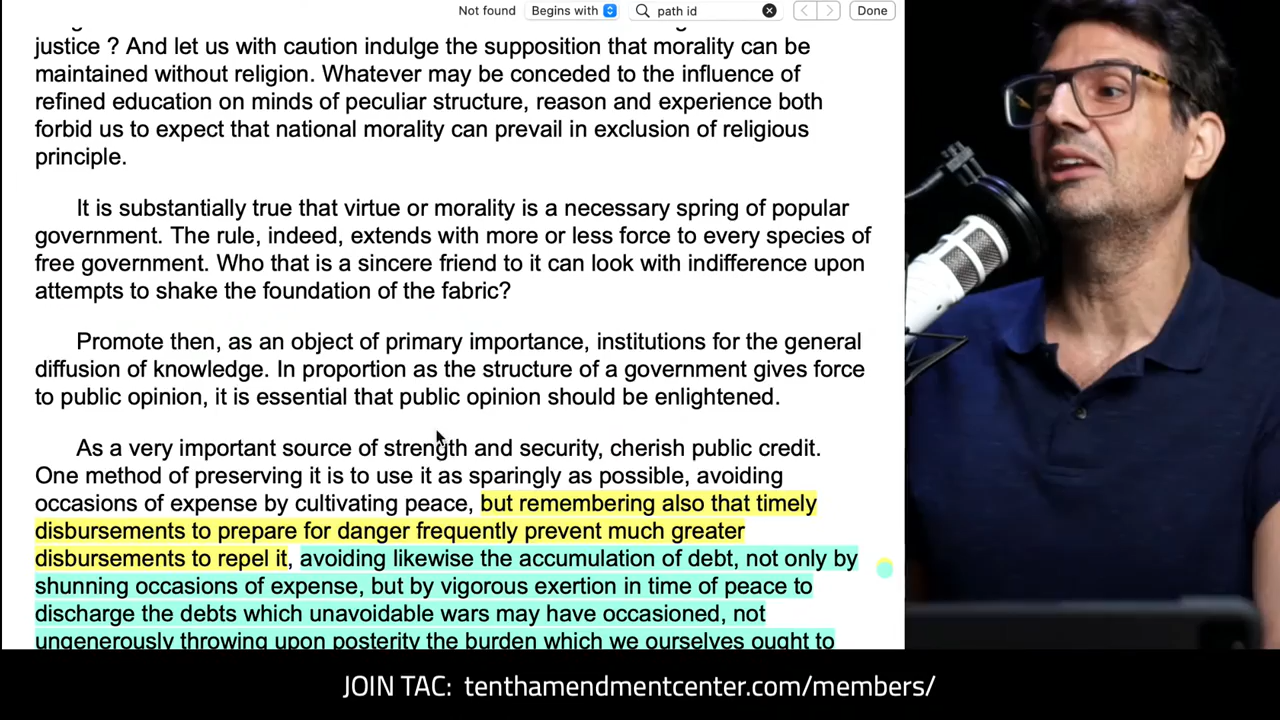 Not found Begins with path id Done
justice ? And let us with caution indulge the supposition that morality can be
maintained without religion. Whatever may be conceded to the influence of
refined education on minds of peculiar structure, reason and experience both
forbid us to expect that national morality can prevail in exclusion of religious
principle.
It is substantially true that virtue or morality is a necessary spring of popular
government. The rule, indeed, extends with more or less force to every species of
free government. Who that is a sincere friend to it can look with indifference upon
attempts to shake the foundation of the fabric?
Promote then, as an object of primary importance, institutions for the general
diffusion of knowledge. In proportion as the structure of a government gives force
to public opinion, it is essential that public opinion should be enlightened.
As a very important source of strength and security, cherish public credit.
One method of preserving it is to use it as sparingly as possible, avoiding
occasions of expense by cultivating peace, but remembering also that timely
disbursements to prepare for danger frequently prevent much greater
disbursements to repel it, avoiding likewise the accumulation of debt, not only by
shunning occasions of expense, but by vigorous exertion in time of peace to
discharge the debts which unavoidable wars may have occasioned, not
ungenerously throwing upon posterity the burden which we ourselves ought to
JOIN TAC: tenthamendmentcenter.com/members/